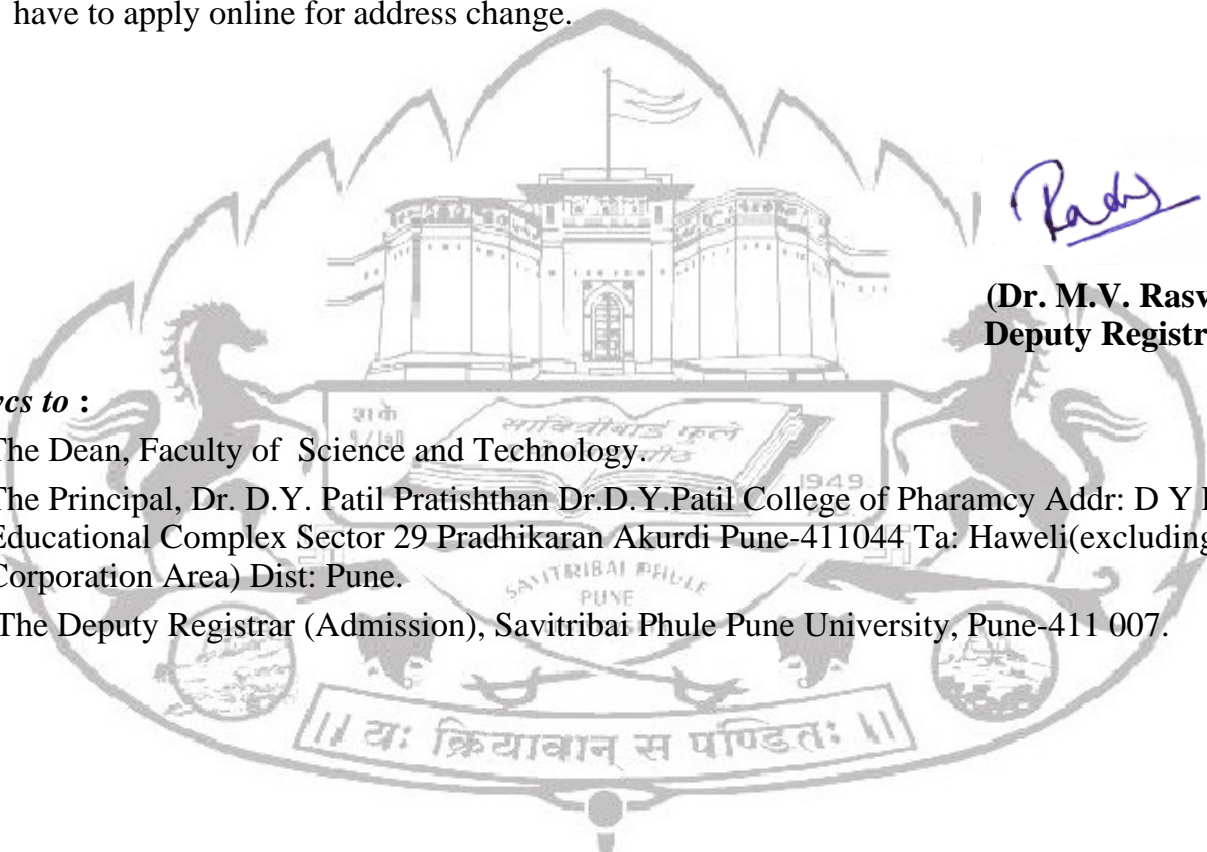 have to apply online for address change.
(Dr. M.V. Rasv
Deputy Registr
cs to :
The Dean, Faculty of Science and Technology.
The Principal, Dr. D.Y. Patil Pratishthan Dr.D.Y.Patil College of Pharamcy Addr: D Y
Educational Complex Sector 29 Pradhikaran Akurdi Pune-411044 Ta: Haweli(excluding
Corporation Area) Dist: Pune.
The Deputy Registrar (Admission), Savitribai Phule Pune University, Pune-411 007.
सावित्रीबाई फुले
1949
SAVITRIBAI PHULE
PUNE
।। यः क्रियावान् स पण्डितः ।।